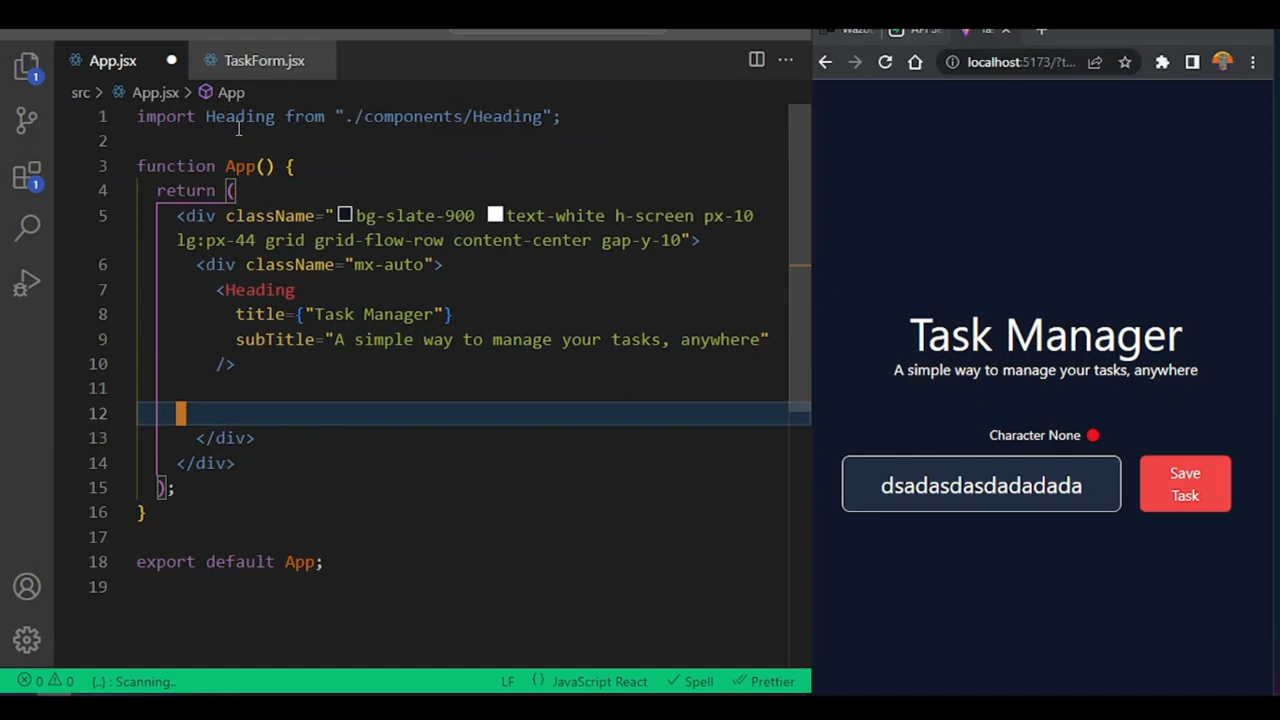 App.jsx
TaskForm.jsx
localhost:5173/?t...
src > App.jsx > App
1 import Heading from "./components/Heading";
2
3 function App() {
4 return (
5 <div className="bg-slate-900 text-white h-screen px-10
lg:px-44 grid grid-flow-row content-center gap-y-10">
6 <div className="mx-auto">
7 <Heading
8 title={"Task Manager"}
9 subTitle="A simple way to manage your tasks, anywhere"
10 />
11
12
13 </div>
14 </div>
15 );
16 }
17
18 export default App;
19
1
1
Task Manager
A simple way to manage your tasks, anywhere
Character None
dsadasdasdadadada
Save
Task
0 0 {..} : Scanning.. LF {} JavaScript React Spell Prettier